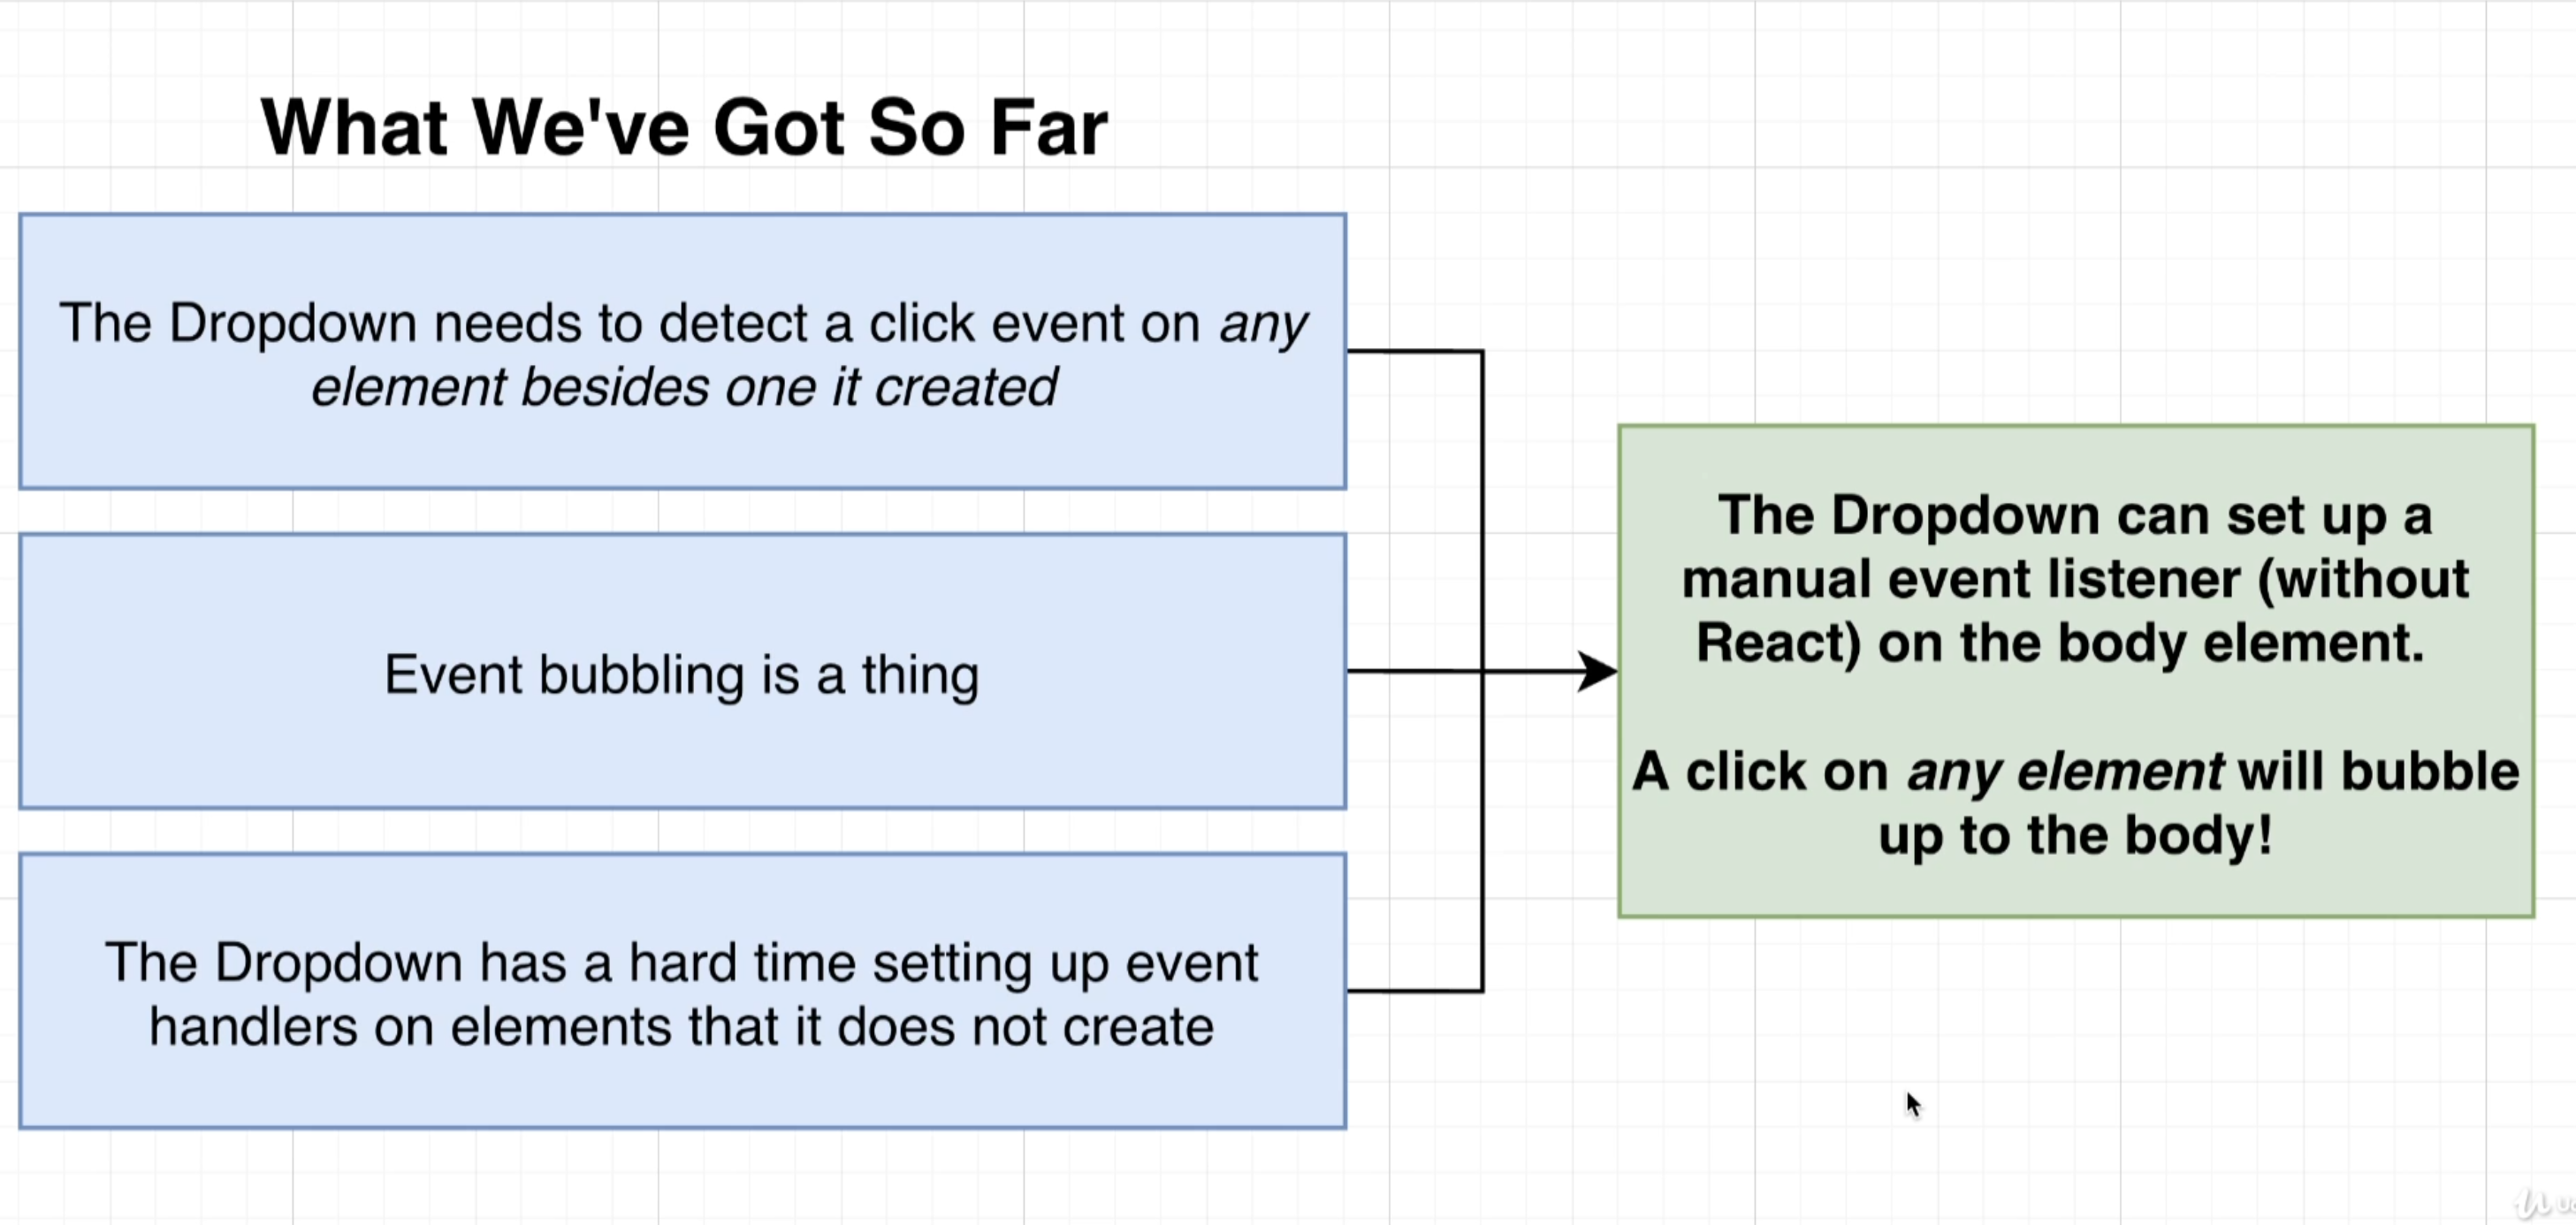 What We've Got So Far
The Dropdown needs to detect a click event on any
element besides one it created
Event bubbling is a thing
The Dropdown has a hard time setting up event
handlers on elements that it does not create
The Dropdown can set up a
manual event listener (without
React) on the body element.
A click on any element will bubble
up to the body!